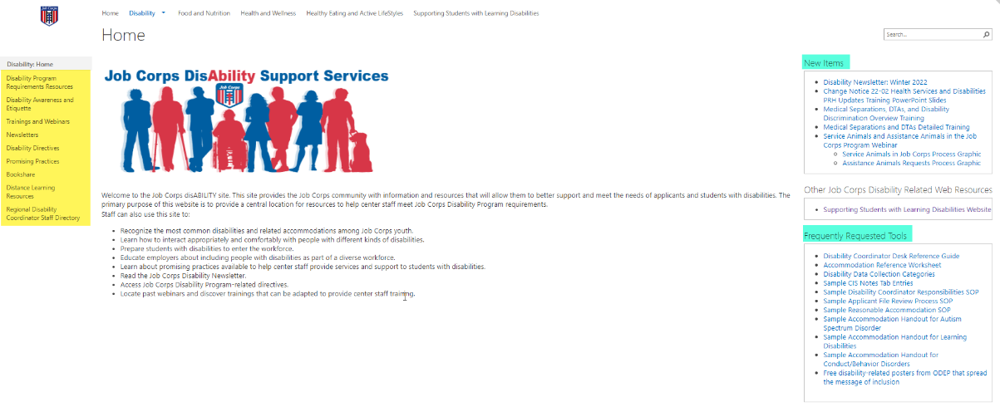 Job Corps
Home
Disability
Food and Nutrition
Health and Wellness
Healthy Eating and Active LifeStyles
Supporting Students with Learning Disabilities
Home
Search...
Disability: Home
Disability Program
Requirements Resources
Disability Awareness and
Etiquette
Trainings and Webinars
Newsletters
Disability Directives
Promising Practices
Bookshare
Distance Learning
Resources
Regional Disability
Coordinator Staff Directory
Job Corps DisAbility Support Services
Job Corps
Welcome to the Job Corps disABILITY site. This site provides the Job Corps community with information and resources that will allow them to better support and meet the needs of applicants and students with disabilities. The
primary purpose of this website is to provide a central location for resources to help center staff meet Job Corps Disability Program requirements.
Staff can also use this site to:
Recognize the most common disabilities and related accommodations among Job Corps youth.
Learn how to interact appropriately and comfortably with people with different kinds of disabilities.
Prepare students with disabilities to enter the workforce.
Educate employers about including people with disabilities as part of a diverse workforce.
Learn about promising practices available to help center staff provide services and support to students with disabilities.
Read the Job Corps Disability Newsletter.
Access Job Corps Disability Program-related directives.
Locate past webinars and discover trainings that can be adapted to provide center staff training.
New Items
Disability Newsletter: Winter 2022
Change Notice 22-02 Health Services and Disabilities
PRH Updates Training PowerPoint Slides
Medical Separations, DTAs, and Disability
Discrimination Overview Training
Medical Separations and DTAs Detailed Training
Service Animals and Assistance Animals in the Job
Corps Program Webinar
Service Animals in Job Corps Process Graphic
Assistance Animals Requests Process Graphic
Other Job Corps Disability Related Web Resources
Supporting Students with Learning Disabilities Website
Frequently Requested Tools
Disability Coordinator Desk Reference Guide
Accommodation Reference Worksheet
Disability Data Collection Categories
Sample CIS Notes Tab Entries
Sample Disability Coordinator Responsibilities SOP
Sample Applicant File Review Process SOP
Sample Reasonable Accommodation SOP
Sample Accommodation Handout for Autism
Spectrum Disorder
Sample Accommodation Handout for Learning
Disabilities
Sample Accommodation Handout for
Conduct/Behavior Disorders
Free disability-related posters from ODEP that spread
the message of inclusion